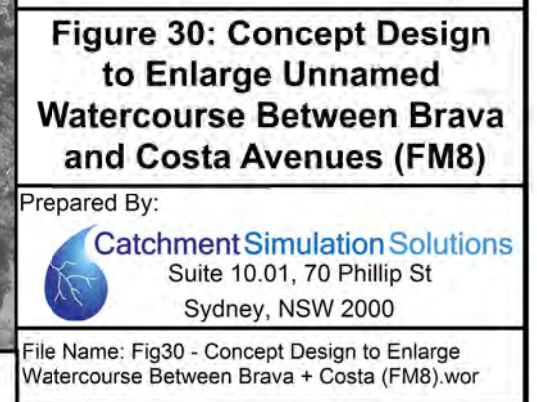 Figure 30: Concept Design
to Enlarge Unnamed
Watercourse Between Brava
and Costa Avenues (FM8)
Prepared By:
Catchment Simulation Solutions
Suite 10.01, 70 Phillip St
Sydney, NSW 2000
File Name: Fig30 - Concept Design to Enlarge
Watercourse Between Brava + Costa (FM8).wor